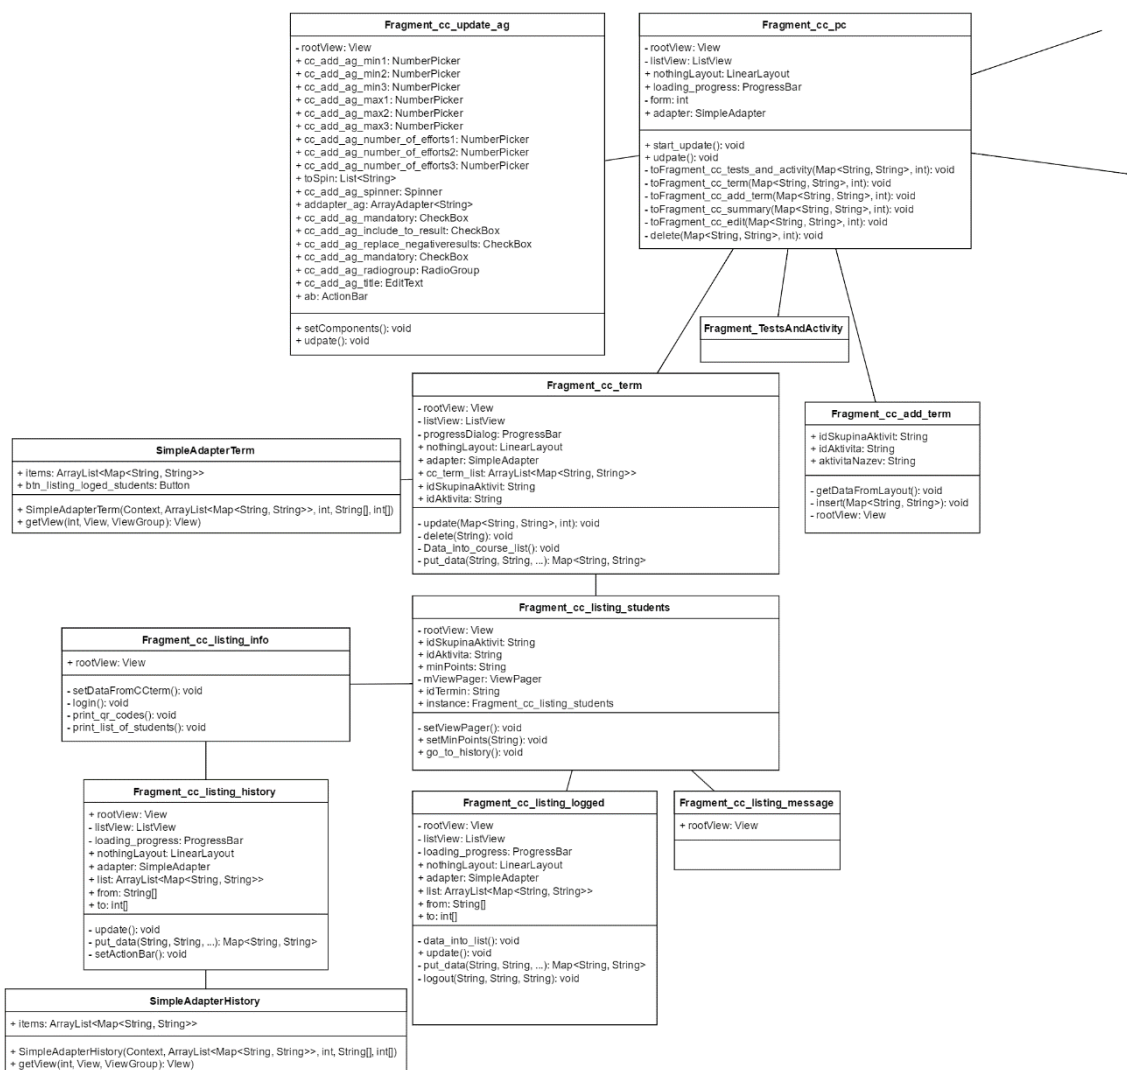 Fragment_cc_update_ag
- rootView: View
+ cc_add_ag_min1: NumberPicker
+ cc_add_ag_min2: NumberPicker
+ cc_add_ag_min3: NumberPicker
+ cc_add_ag_max1: NumberPicker
+ cc_add_ag_max2: NumberPicker
+ cc_add_ag_max3: NumberPicker
+ cc_add_ag_number_of_efforts1: NumberPicker
+ cc_add_ag_number_of_efforts2: NumberPicker
+ cc_add_ag_number_of_efforts3: NumberPicker
+ toSpin: List<String>
+ cc_add_ag_spinner: Spinner
+ addapter_ag: ArrayAdapter<String>
+ cc_add_ag_mandatory: CheckBox
+ cc_add_ag_include_to_result: CheckBox
+ cc_add_ag_replace_negativeresults: CheckBox
+ cc_add_ag_mandatory: CheckBox
+ cc_add_ag_radiogroup: RadioGroup
+ cc_add_ag_title: EditText
+ ab: ActionBar
+ setComponents(): void
+ udpate(): void
Fragment_cc_pc
- rootView: View
- listView: ListView
+ nothingLayout: LinearLayout
+ loading_progress: ProgressBar
- form: int
+ adapter: SimpleAdapter
+ start_update(): void
+ udpate(): void
- toFragment_cc_tests_and_activity(Map<String, String>, int): void
- toFragment_cc_term(Map<String, String>, int): void
- toFragment_cc_add_term(Map<String, String>, int): void
- toFragment_cc_summary(Map<String, String>, int): void
- toFragment_cc_edit(Map<String, String>, int): void
- delete(Map<String, String>, int): void
Fragment_TestsAndActivity
Fragment_cc_term
- rootView: View
- listView: ListView
- progressDialog: ProgressBar
+ nothingLayout: LinearLayout
+ adapter: SimpleAdapter
+ cc_term_list: ArrayList<Map<String, String>>
+ idSkupinaAktivit: String
+ idAktivita: String
- update(Map<String, String>, int): void
- delete(String): void
- Data_into_course_list(): void
- put_data(String, String, ...): Map<String, String>
Fragment_cc_add_term
+ idSkupinaAktivit: String
+ idAktivita: String
+ aktivitaNazev: String
- getDataFromLayout(): void
- insert(Map<String, String>): void
- rootView: View
SimpleAdapterTerm
+ items: ArrayList<Map<String, String>>
+ btn_listing_loged_students: Button
+ SimpleAdapterTerm(Context, ArrayList<Map<String, String>>, int, String[], int[])
+ getView(int, View, ViewGroup): View)
Fragment_cc_listing_students
- rootView: View
+ idSkupinaAktivit: String
+ idAktivita: String
+ minPoints: String
- mViewPager: ViewPager
+ idTermin: String
+ instance: Fragment_cc_listing_students
- setViewPager(): void
+ setMinPoints(String): void
+ go_to_history(): void
Fragment_cc_listing_info
+ rootView: View
- setDataFromCCterm(): void
- login(): void
- print_qr_codes(): void
- print_list_of_students(): void
Fragment_cc_listing_history
+ rootView: View
- listView: ListView
- loading_progress: ProgressBar
+ nothingLayout: LinearLayout
+ adapter: SimpleAdapter
+ list: ArrayList<Map<String, String>>
+ from: String[]
+ to: int[]
- update(): void
- put_data(String, String, ...): Map<String, String>
- setActionBar(): void
Fragment_cc_listing_logged
- rootView: View
- listView: ListView
- loading_progress: ProgressBar
+ nothingLayout: LinearLayout
+ adapter: SimpleAdapter
+ list: ArrayList<Map<String, String>>
+ from: String[]
+ to: int[]
- data_into_list(): void
+ update(): void
- put_data(String, String, ...): Map<String, String>
- logout(String, String, String): void
Fragment_cc_listing_message
+ rootView: View
SimpleAdapterHistory
+ items: ArrayList<Map<String, String>>
+ SimpleAdapterHistory(Context, ArrayList<Map<String, String>>, int, String[], int[])
+ getView(int, View, ViewGroup): View)